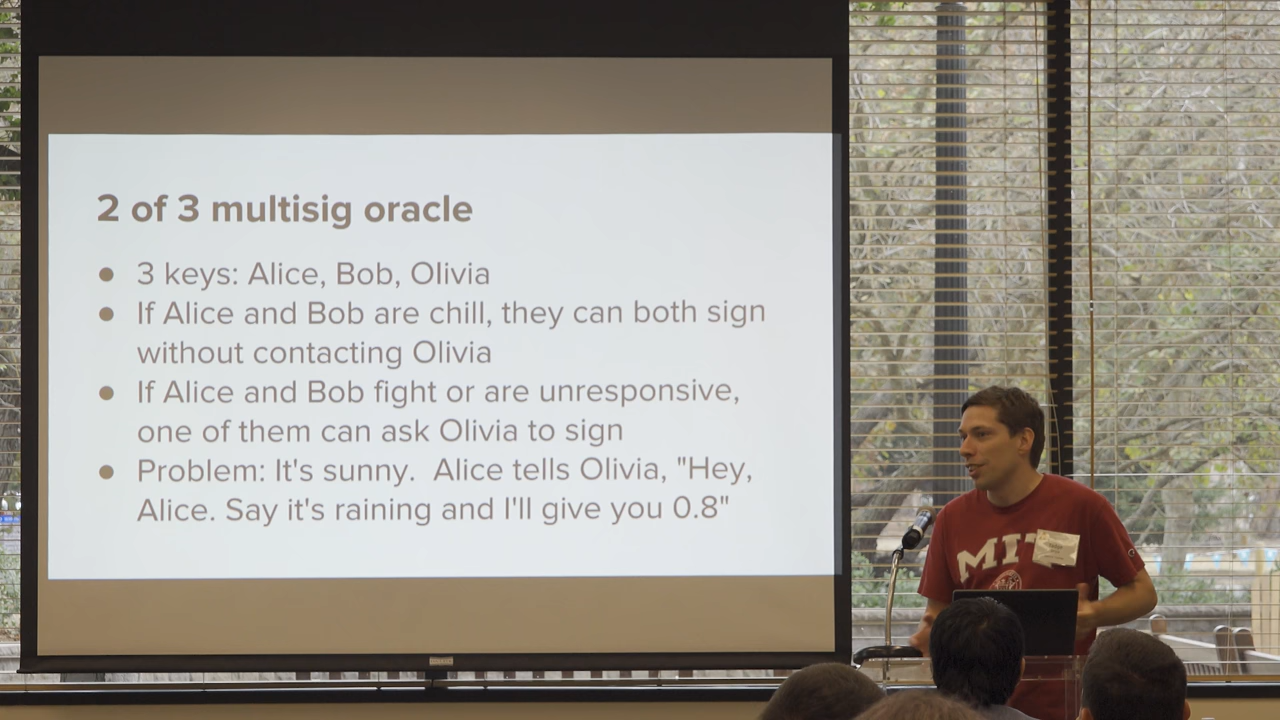 2 of 3 multisig oracle
● 3 keys: Alice, Bob, Olivia
● If Alice and Bob are chill, they can both sign
without contacting Olivia
● If Alice and Bob fight or are unresponsive,
one of them can ask Olivia to sign
● Problem: It's sunny.  Alice tells Olivia, "Hey,
Alice. Say it's raining and I'll give you 0.8"
MIT